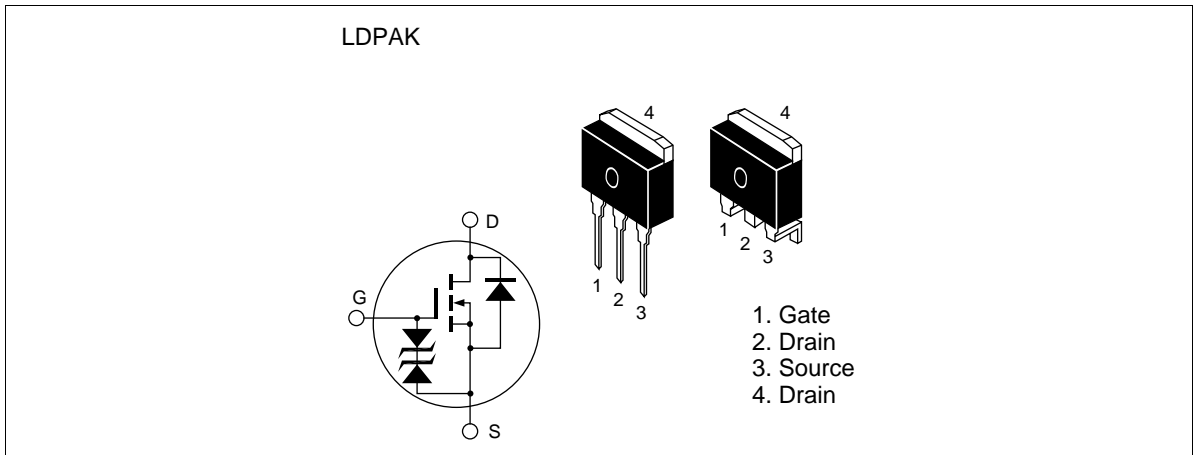 LDPAK
4
4
1
2
3
1
2
3
D
G
S
1. Gate
2. Drain
3. Source
4. Drain